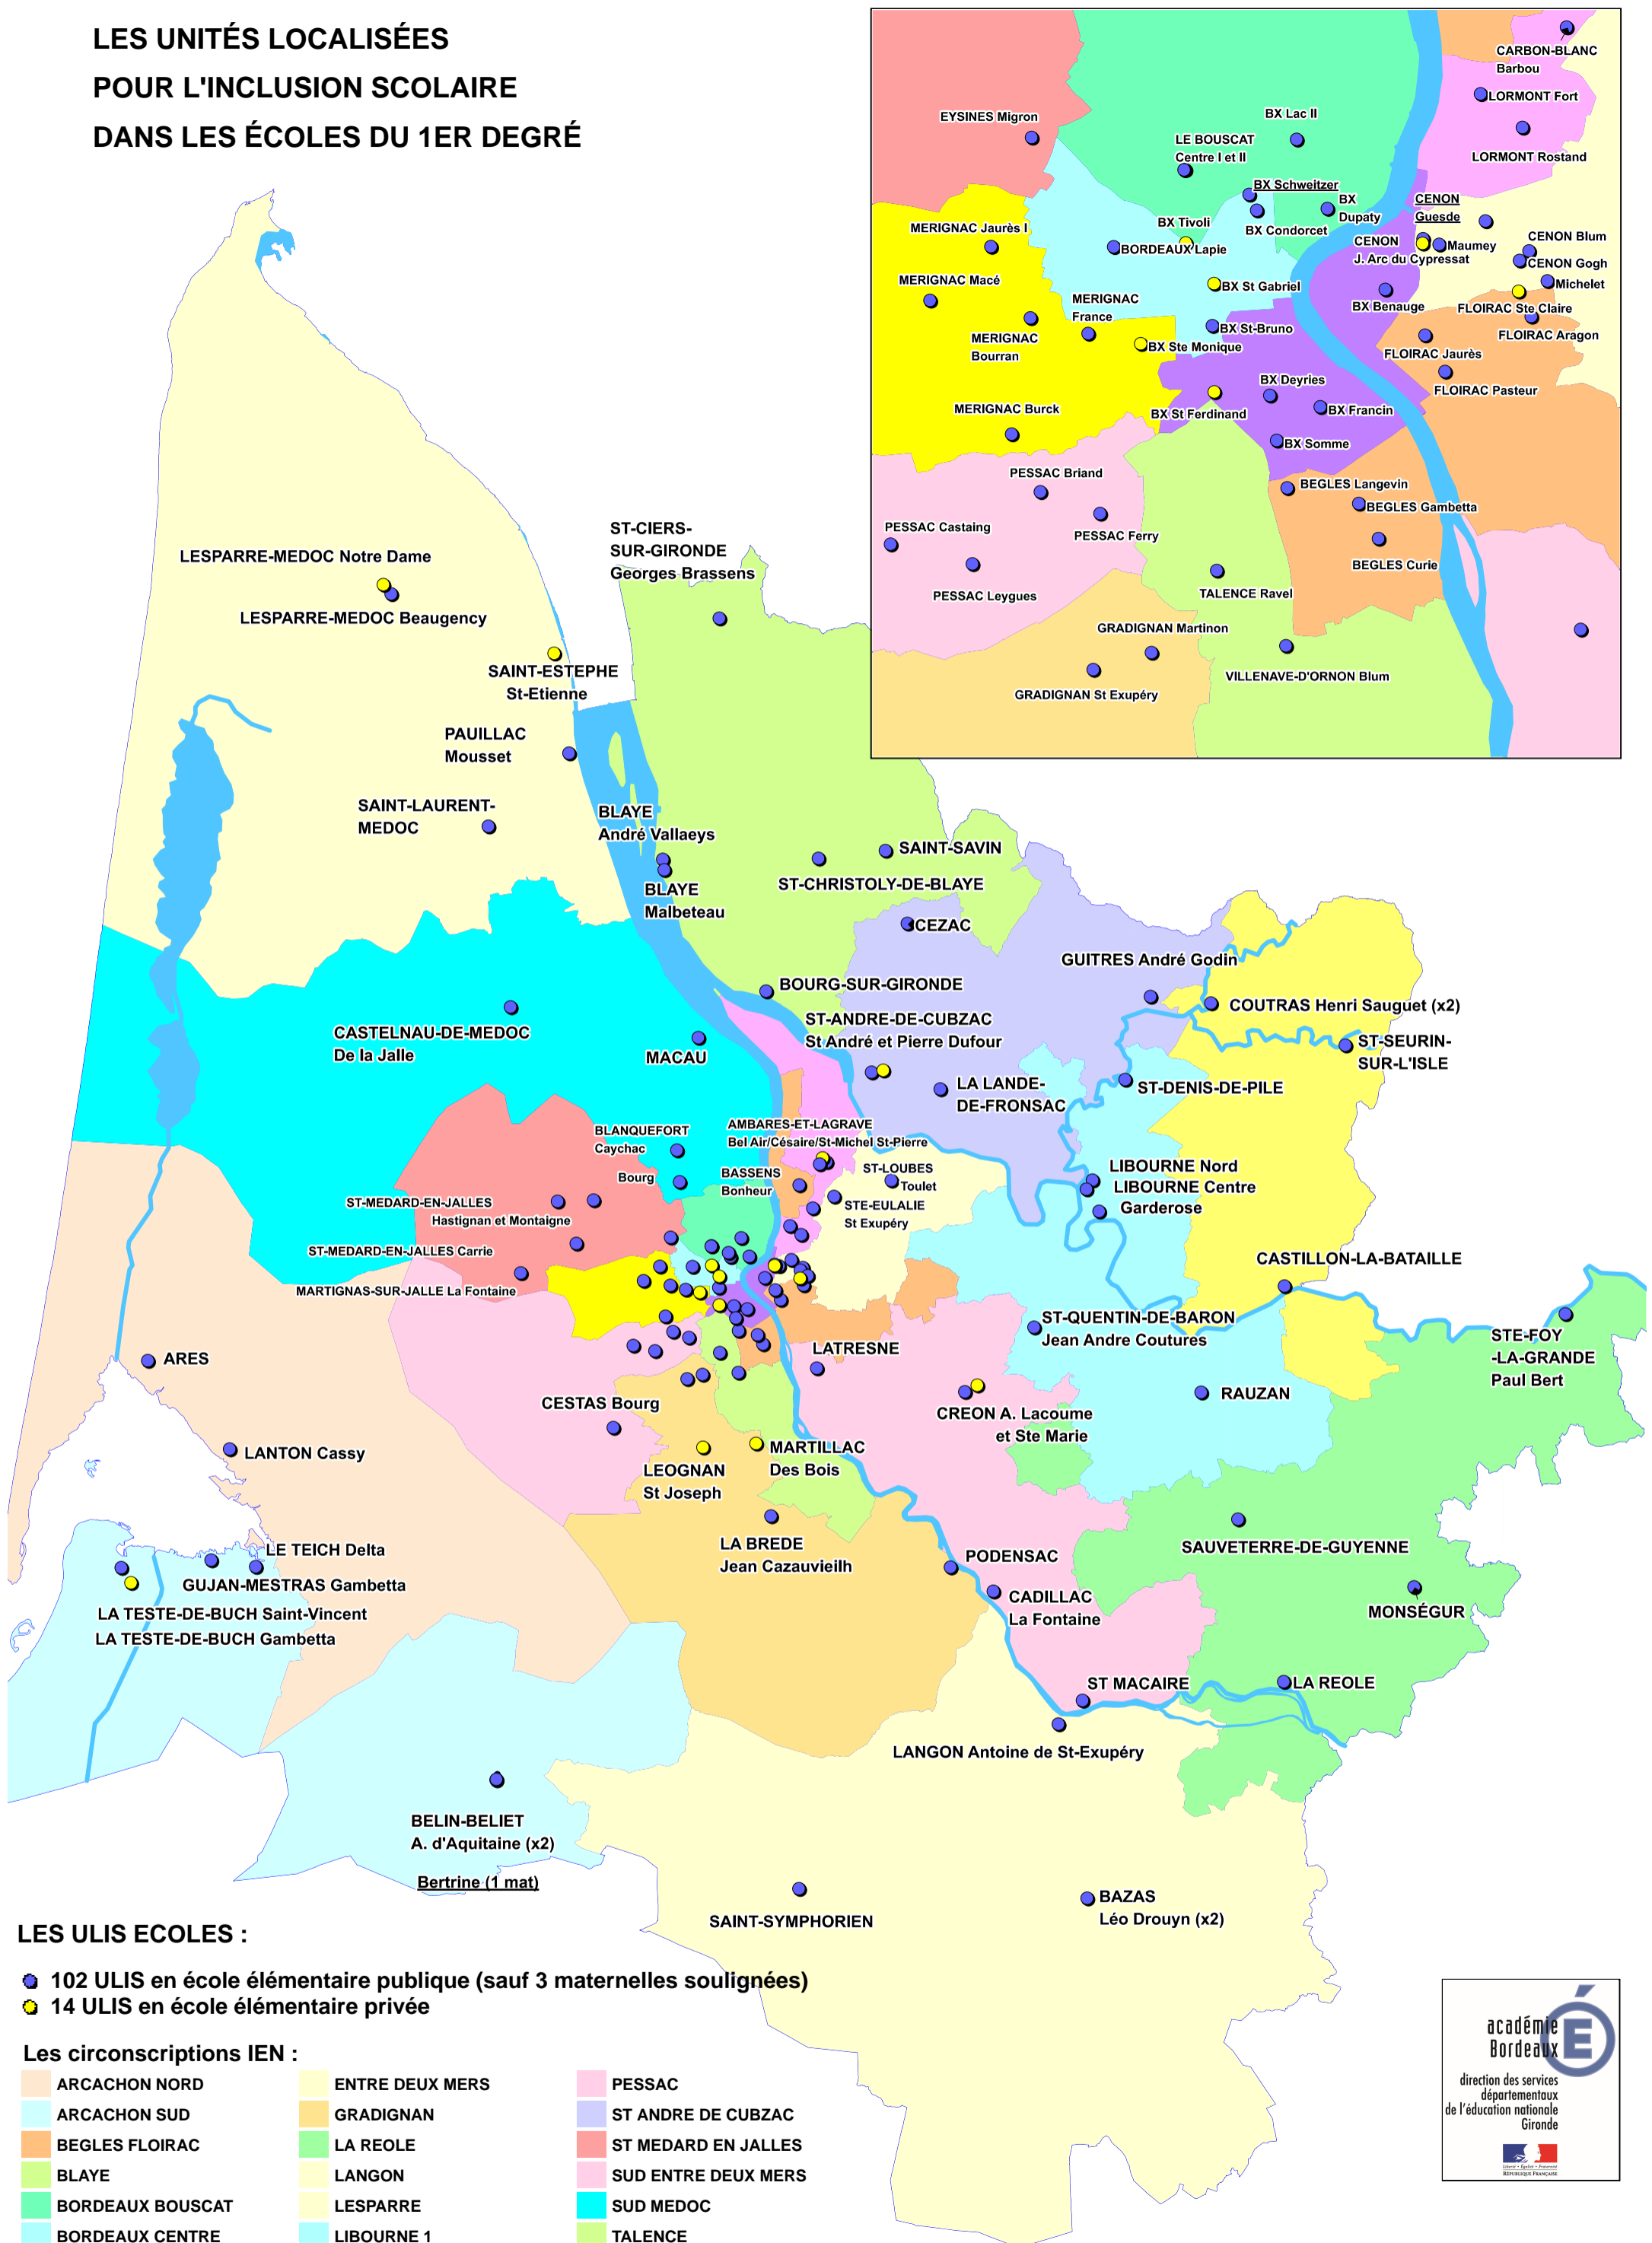 LES UNITÉS LOCALISÉES
POUR L'INCLUSION SCOLAIRE
DANS LES ÉCOLES DU 1ER DEGRÉ
CARBON-BLANC
Barbou
LORMONT Fort
LORMONT Rostand
EYSINES Migron
BX Lac II
LE BOUSCAT
Centre I et II
BX Schweitzer
BX
Dupaty
BX Condorcet
BX Tivoli
BORDEAUX Lapie
CENON
Guesde
CENON
J. Arc du Cypressat
Maumey
CENON Blum
CENON Gogh
Michelet
MERIGNAC Jaurès I
MERIGNAC Macé
MERIGNAC
France
MERIGNAC
Bourran
BX St Gabriel
BX St-Bruno
BX Ste Monique
BX Benauge
FLOIRAC Ste Claire
FLOIRAC Aragon
FLOIRAC Jaurès
FLOIRAC Pasteur
MERIGNAC Burck
BX St Ferdinand
BX Deyries
BX Francin
BX Somme
PESSAC Briand
PESSAC Castaing
PESSAC Ferry
PESSAC Leygues
BEGLES Langevin
BEGLES Gambetta
BEGLES Curie
TALENCE Ravel
GRADIGNAN Martinon
GRADIGNAN St Exupéry
VILLENAVE-D'ORNON Blum
LESPARRE-MEDOC Notre Dame
LESPARRE-MEDOC Beaugency
ST-CIERS-
SUR-GIRONDE
Georges Brassens
SAINT-ESTEPHE
St-Etienne
PAUILLAC
Mousset
SAINT-LAURENT-
MEDOC
BLAYE
André Vallaeys
BLAYE
Malbeteau
SAINT-SAVIN
ST-CHRISTOLY-DE-BLAYE
CEZAC
GUITRES André Godin
BOURG-SUR-GIRONDE
COUTRAS Henri Sauguet (x2)
ST-ANDRE-DE-CUBZAC
St André et Pierre Dufour
CASTELNAU-DE-MEDOC
De la Jalle
MACAU
ST-SEURIN-
SUR-L'ISLE
LA LANDE-
DE-FRONSAC
ST-DENIS-DE-PILE
AMBARES-ET-LAGRAVE
Bel Air/Césaire/St-Michel St-Pierre
BLANQUEFORT
Caychac
Bourg
BASSENS
Bonheur
ST-LOUBES
Toulet
STE-EULALIE
St Exupéry
LIBOURNE Nord
LIBOURNE Centre
Garderose
ST-MEDARD-EN-JALLES
Hastignan et Montaigne
ST-MEDARD-EN-JALLES Carrie
MARTIGNAS-SUR-JALLE La Fontaine
CASTILLON-LA-BATAILLE
ST-QUENTIN-DE-BARON
Jean Andre Coutures
STE-FOY
-LA-GRANDE
Paul Bert
LATRESNE
ARES
RAUZAN
CESTAS Bourg
CREON A. Lacoume
et Ste Marie
LANTON Cassy
MARTILLAC
Des Bois
LEOGNAN
St Joseph
LA BREDE
Jean Cazauvieilh
SAUVETERRE-DE-GUYENNE
LE TEICH Delta
GUJAN-MESTRAS Gambetta
LA TESTE-DE-BUCH Saint-Vincent
LA TESTE-DE-BUCH Gambetta
PODENSAC
CADILLAC
La Fontaine
MONSÉGUR
ST MACAIRE
LA REOLE
LANGON Antoine de St-Exupéry
BELIN-BELIET
A. d'Aquitaine (x2)
Bertrine (1 mat)
SAINT-SYMPHORIEN
BAZAS
Léo Drouyn (x2)
LES ULIS ECOLES :
102 ULIS en école élémentaire publique (sauf 3 maternelles soulignées)
14 ULIS en école élémentaire privée
Les circonscriptions IEN :
ARCACHON NORD
ARCACHON SUD
BEGLES FLOIRAC
BLAYE
BORDEAUX BOUSCAT
BORDEAUX CENTRE
ENTRE DEUX MERS
GRADIGNAN
LA REOLE
LANGON
LESPARRE
LIBOURNE 1
PESSAC
ST ANDRE DE CUBZAC
ST MEDARD EN JALLES
SUD ENTRE DEUX MERS
SUD MEDOC
TALENCE
académie
Bordeaux
É
direction des services
départementaux
de l'éducation nationale
Gironde
Liberté • Égalité • Fraternité
RÉPUBLIQUE FRANÇAISE